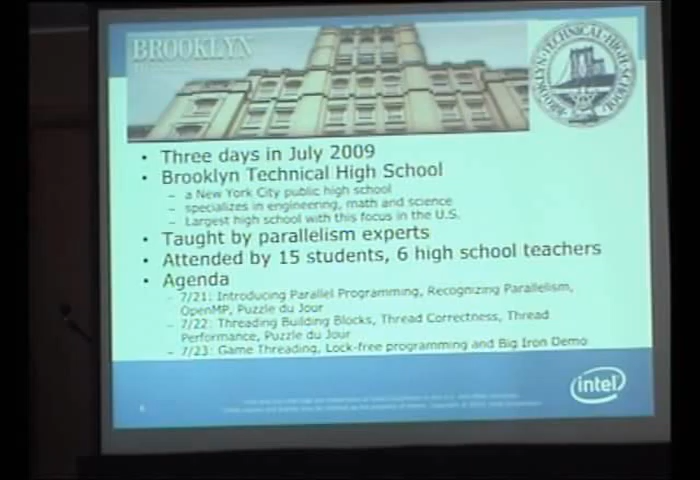 BROOKLYN
BROOKLYN TECHNICAL HIGH SCHOOL
• Three days in July 2009
• Brooklyn Technical High School
– a New York City public high school
– specializes in engineering, math and science
– Largest high school with this focus in the U.S.
• Taught by parallelism experts
• Attended by 15 students, 6 high school teachers
• Agenda
– 7/21: Introducing Parallel Programming, Recognizing Parallelism,
OpenMP, Puzzle du Jour
– 7/22: Threading Building Blocks, Thread Correctness, Thread
Performance, Puzzle du Jour
– 7/23: Game Threading, Lock-free programming and Big Iron Demo
intel